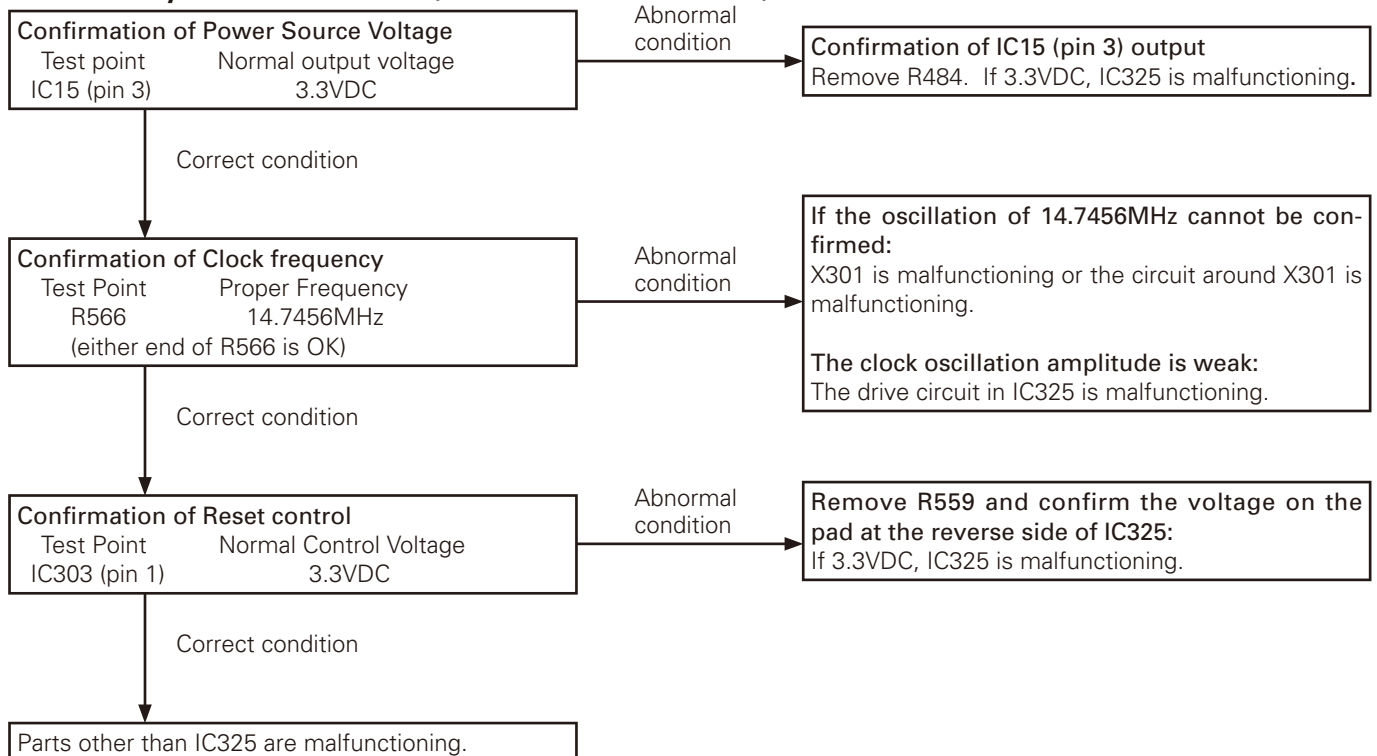 Confirmation of Power Source Voltage
Test point Normal output voltage
IC15 (pin 3) 3.3VDC
Abnormal
condition
Confirmation of IC15 (pin 3) output
Remove R484. If 3.3VDC, IC325 is malfunctioning.
Correct condition
Confirmation of Clock frequency
Test Point Proper Frequency
R566 14.7456MHz
(either end of R566 is OK)
Abnormal
condition
If the oscillation of 14.7456MHz cannot be con-
firmed:
X301 is malfunctioning or the circuit around X301 is
malfunctioning.
The clock oscillation amplitude is weak:
The drive circuit in IC325 is malfunctioning.
Correct condition
Confirmation of Reset control
Test Point Normal Control Voltage
IC303 (pin 1) 3.3VDC
Abnormal
condition
Remove R559 and confirm the voltage on the
pad at the reverse side of IC325:
If 3.3VDC, IC325 is malfunctioning.
Correct condition
Parts other than IC325 are malfunctioning.